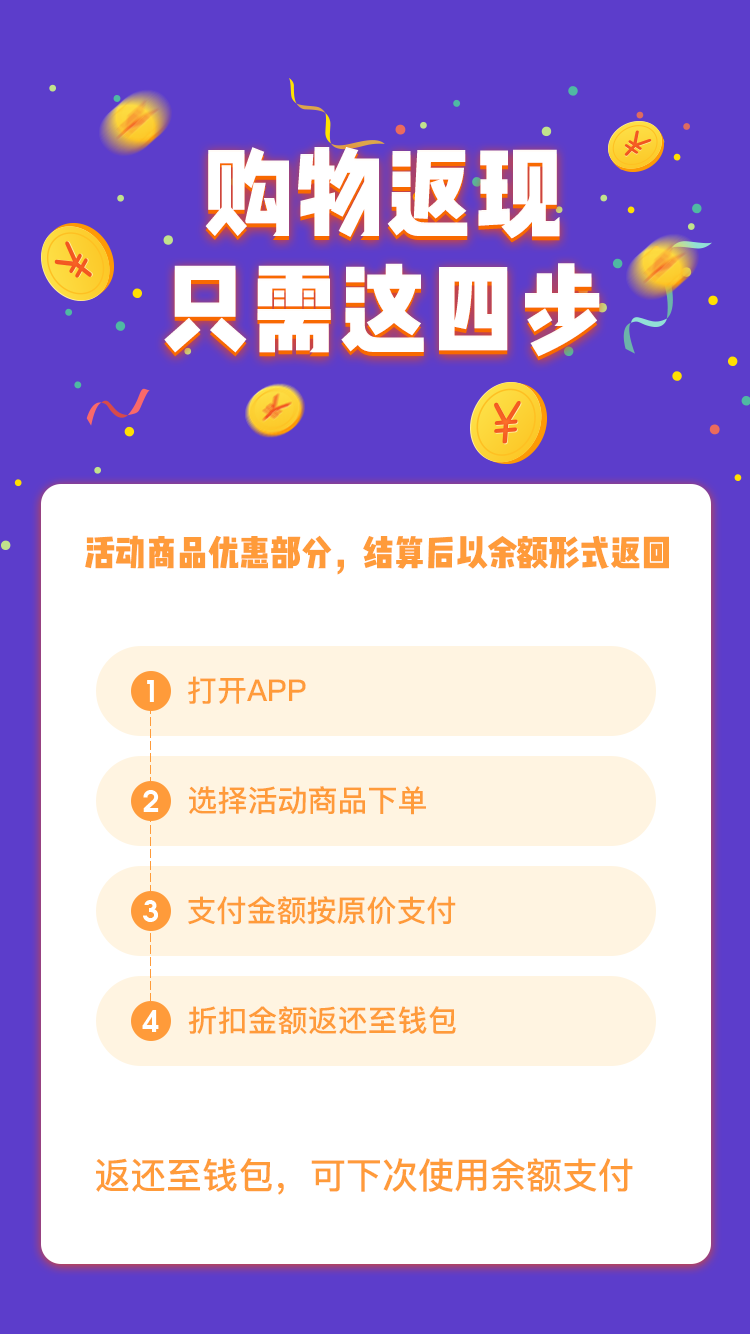 购物返现
只需这四步
活动商品优惠部分，结算后以余额形式返回
1 打开APP
2 选择活动商品下单
3 支付金额按原价支付
4 折扣金额返还至钱包
返还至钱包，可下次使用余额支付